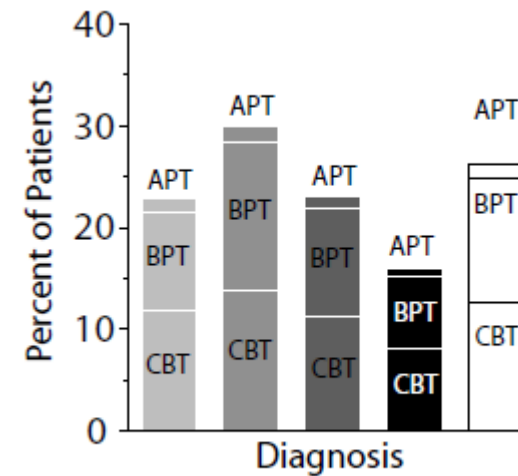 40
30
20
10
0
Percent of Patients
APT
BPT
CBT
APT
BPT
CBT
APT
BPT
CBT
APT
BPT
CBT
APT
BPT
CBT
Diagnosis